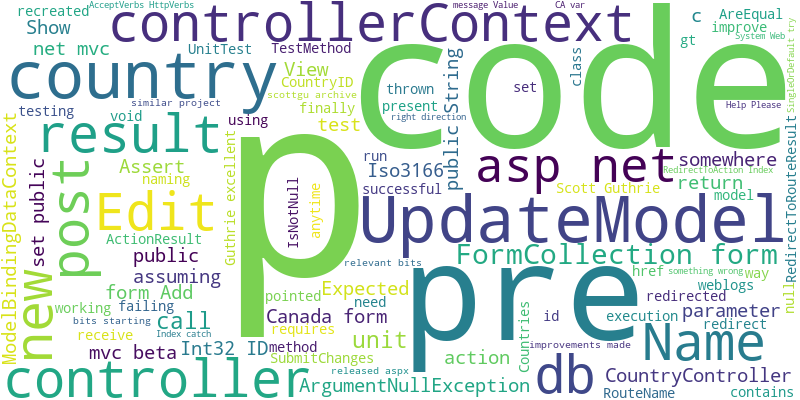 recreated
AcceptVerbs HttpVerbs
controllerContext
message Value
CA var
c
AreEqual
Show
improve
net mvc
UnitTest
TestMethod
code
gt
System Web
SingleOrDefault try
country
View
class
CountryID
thrown
set
public String
scottgu archive
similar project
finally
present
Help Please
testing
void
using
test
right direction
result
p
run
asp net
somewhere
ModelBindingDataContext
post
Assert
Guthrie excellent
Iso3166
RedirectToAction Index
set public
naming
IsNotNull
anytime
successful
Scott Guthrie
return
model
RedirectToRouteResult
Edit
UpdateModel
new
ActionResult
public
FormCollection form
assuming
relevant bits
pre
href
something wrong
way
null
form Add
pointed
Expected
weblogs
working
failing
call
need
Canada form
id
redirected
parameter
bits starting
Index catch
receive
requires
unit
Countries
execution
redirect
Name
mvc beta
Int32 ID
method
improvements made
SubmitChanges
action
controller
released aspx
db
CountryController
ArgumentNullException
RouteName
contains